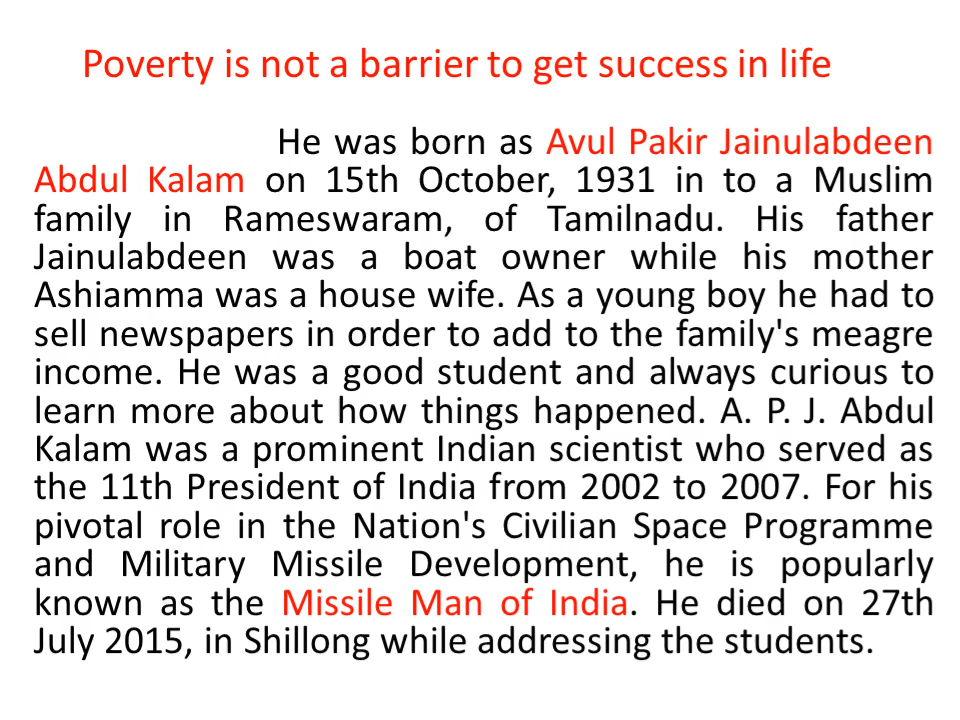 Poverty is not a barrier to get success in life
He was born as Avul Pakir Jainulabdeen
Abdul Kalam on 15th October, 1931 in to a Muslim
family in Rameswaram, of Tamilnadu. His father
Jainulabdeen was a boat owner while his mother
Ashiamma was a house wife. As a young boy he had to
sell newspapers in order to add to the family's meagre
income. He was a good student and always curious to
learn more about how things happened. A. P. J. Abdul
Kalam was a prominent Indian scientist who served as
the 11th President of India from 2002 to 2007. For his
pivotal role in the Nation's Civilian Space Programme
and Military Missile Development, he is popularly
known as the Missile Man of India. He died on 27th
July 2015, in Shillong while addressing the students.